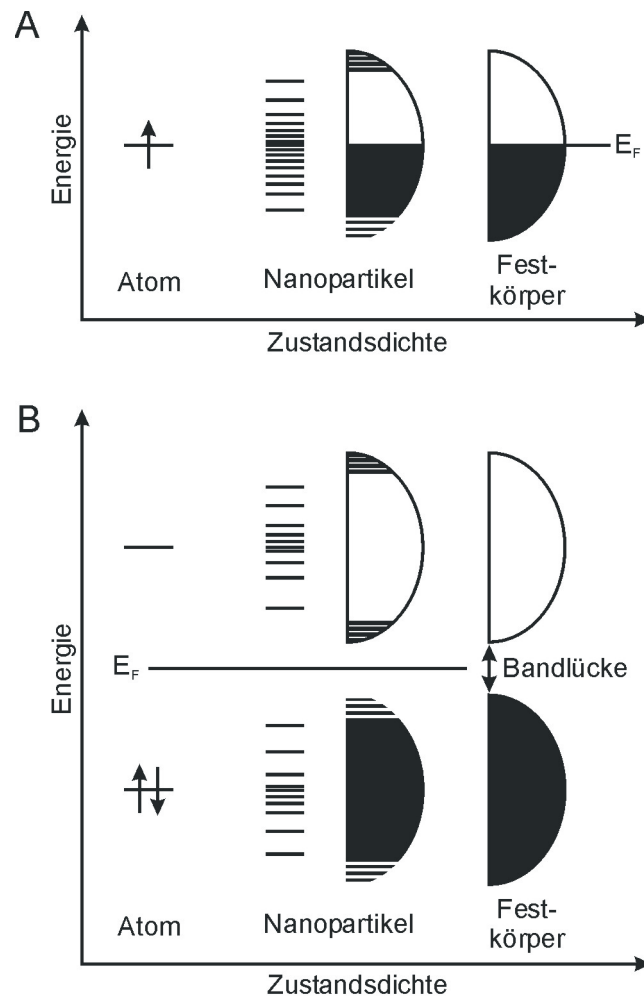 A
Energie
E_F
Atom
Nanopartikel
Fest-
körper
Zustandsdichte
B
Energie
E_F
Bandlücke
Atom
Nanopartikel
Fest-
körper
Zustandsdichte